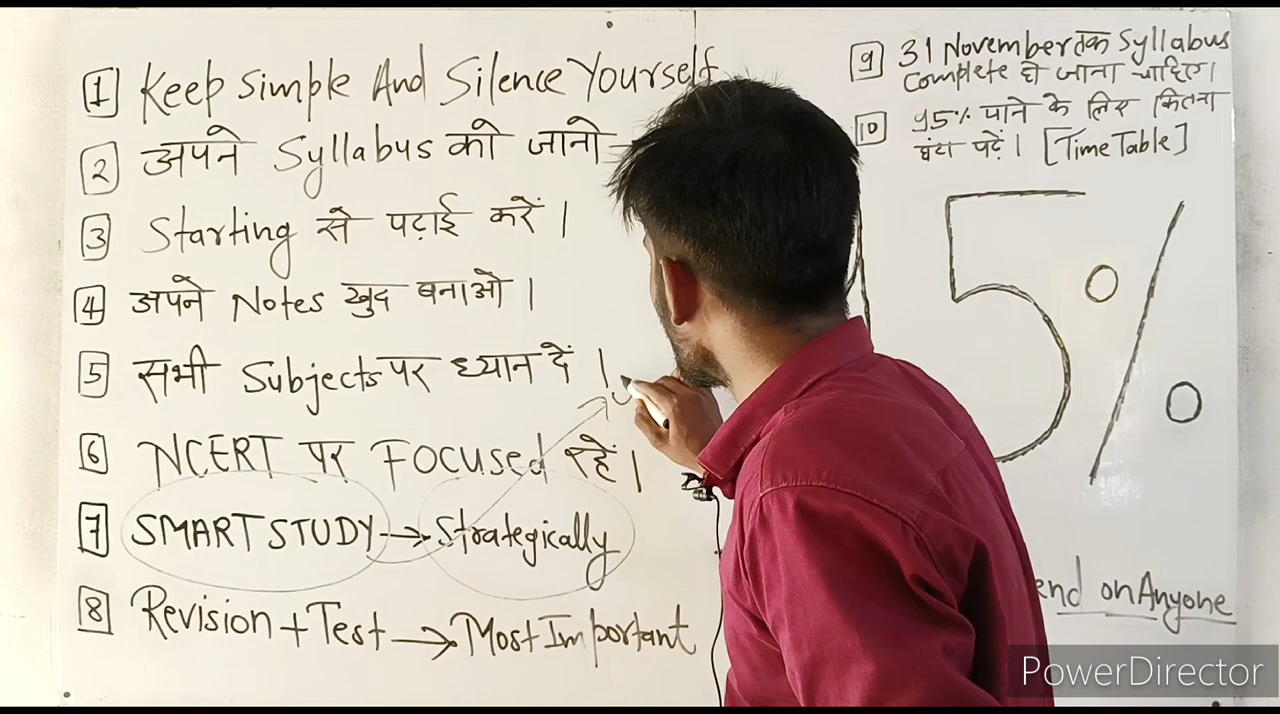 1 Keep Simple And Silence Yourself
2 अपने Syllabus को जानो
3 Starting से पढ़ाई करें।
4 अपने Notes खुद बनाओ।
5 सभी Subjects पर ध्यान दें।
6 NCERT पर Focused रहें।
7 SMART STUDY → Strategically
8 Revision + Test → Most Important
9 31 November तक Syllabus
Complete हो जाना चाहिए।
10 95% पाने के लिए कितना
घंटा पढ़ें। [Time Table]
5%
end on Anyone
PowerDirector